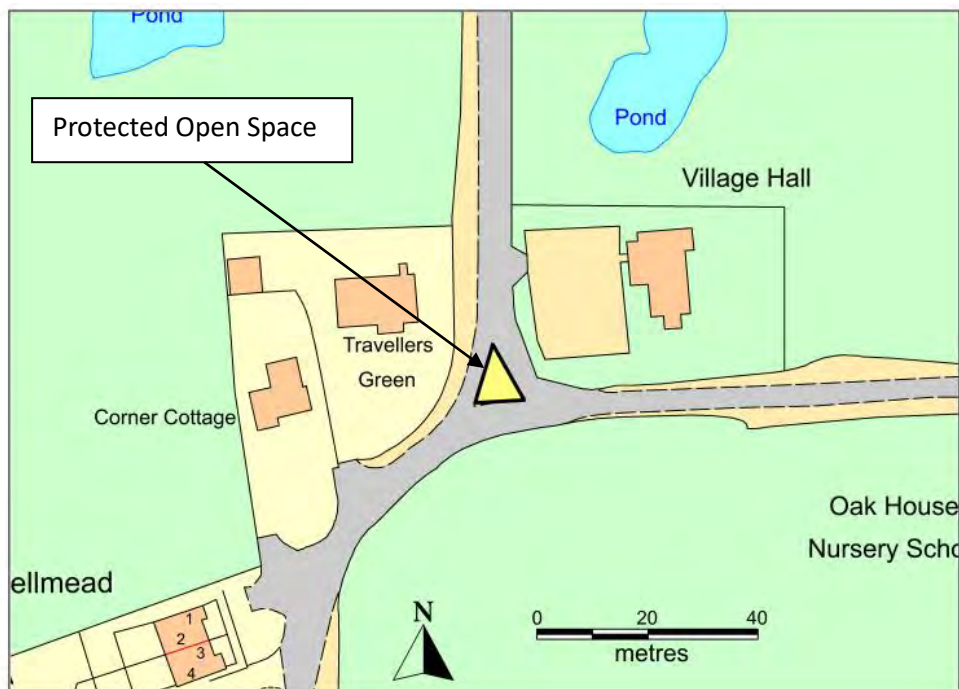 Pond
Pond
Protected Open Space
Village Hall
Travellers
Green
Corner Cottage
Oak House
Nursery Scho
ellmead
1
2
3
4
N
0 20 40
metres